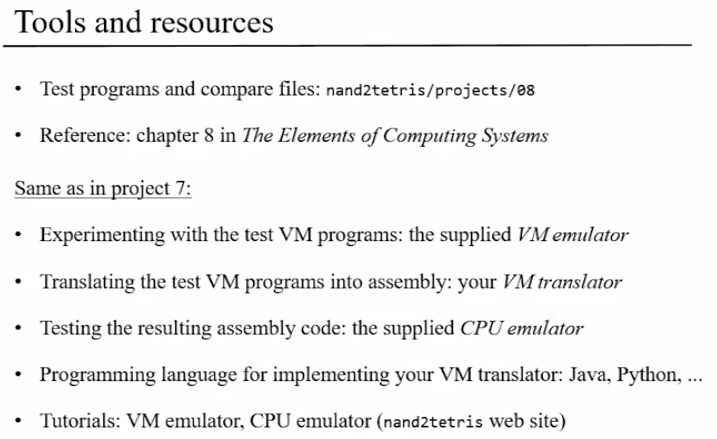 Tools and resources
• Test programs and compare files: nand2tetris/projects/08
• Reference: chapter 8 in The Elements of Computing Systems
Same as in project 7:
• Experimenting with the test VM programs: the supplied VM emulator
• Translating the test VM programs into assembly: your VM translator
• Testing the resulting assembly code: the supplied CPU emulator
• Programming language for implementing your VM translator: Java, Python, ...
• Tutorials: VM emulator, CPU emulator (nand2tetris web site)